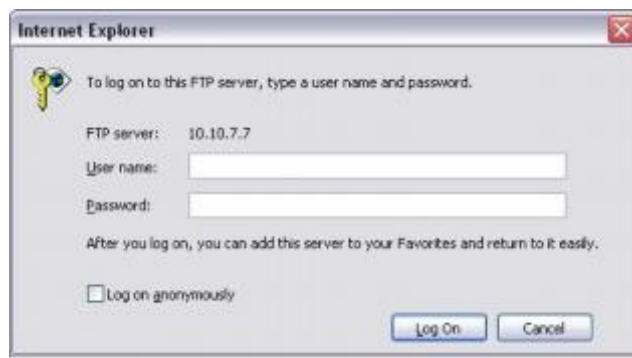 Internet Explorer
To log on to this FTP server, type a user name and password.
FTP server: 10.10.7.7
User name:
Password:
After you log on, you can add this server to your Favorites and return to it easily.
Log on anonymously
Log On Cancel